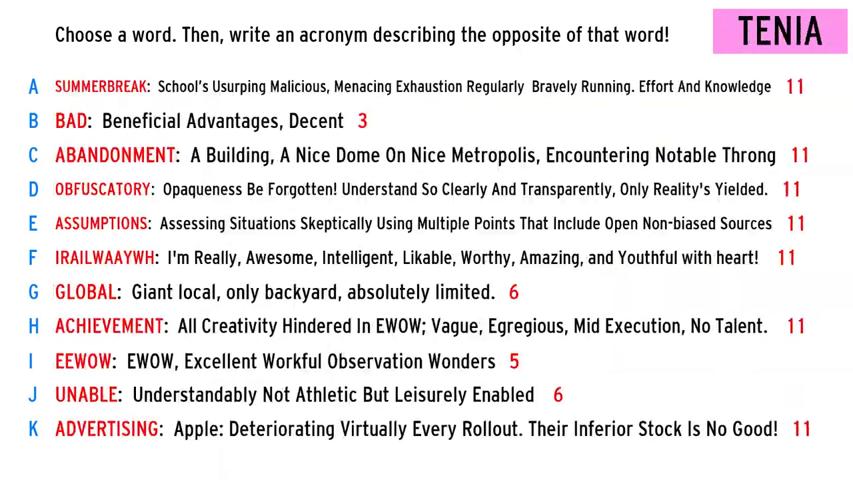 Choose a word. Then, write an acronym describing the opposite of that word!
TENIA
A SUMMERBREAK: School's Usurping Malicious, Menacing Exhaustion Regularly Bravely Running. Effort And Knowledge 11
B BAD: Beneficial Advantages, Decent 3
C ABANDONMENT: A Building, A Nice Dome On Nice Metropolis, Encountering Notable Throng 11
D OBFUSCATORY: Opaqueness Be Forgotten! Understand So Clearly And Transparently, Only Reality's Yielded. 11
E ASSUMPTIONS: Assessing Situations Skeptically Using Multiple Points That Include Open Non-biased Sources 11
F IRAILWAAYWH: I'm Really, Awesome, Intelligent, Likable, Worthy, Amazing, and Youthful with heart! 11
G GLOBAL: Giant local, only backyard, absolutely limited. 6
H ACHIEVEMENT: All Creativity Hindered In EWOW; Vague, Egregious, Mid Execution, No Talent. 11
I EEWOW: EWOW, Excellent Workful Observation Wonders 5
J UNABLE: Understandably Not Athletic But Leisurely Enabled 6
K ADVERTISING: Apple: Deteriorating Virtually Every Rollout. Their Inferior Stock Is No Good! 11